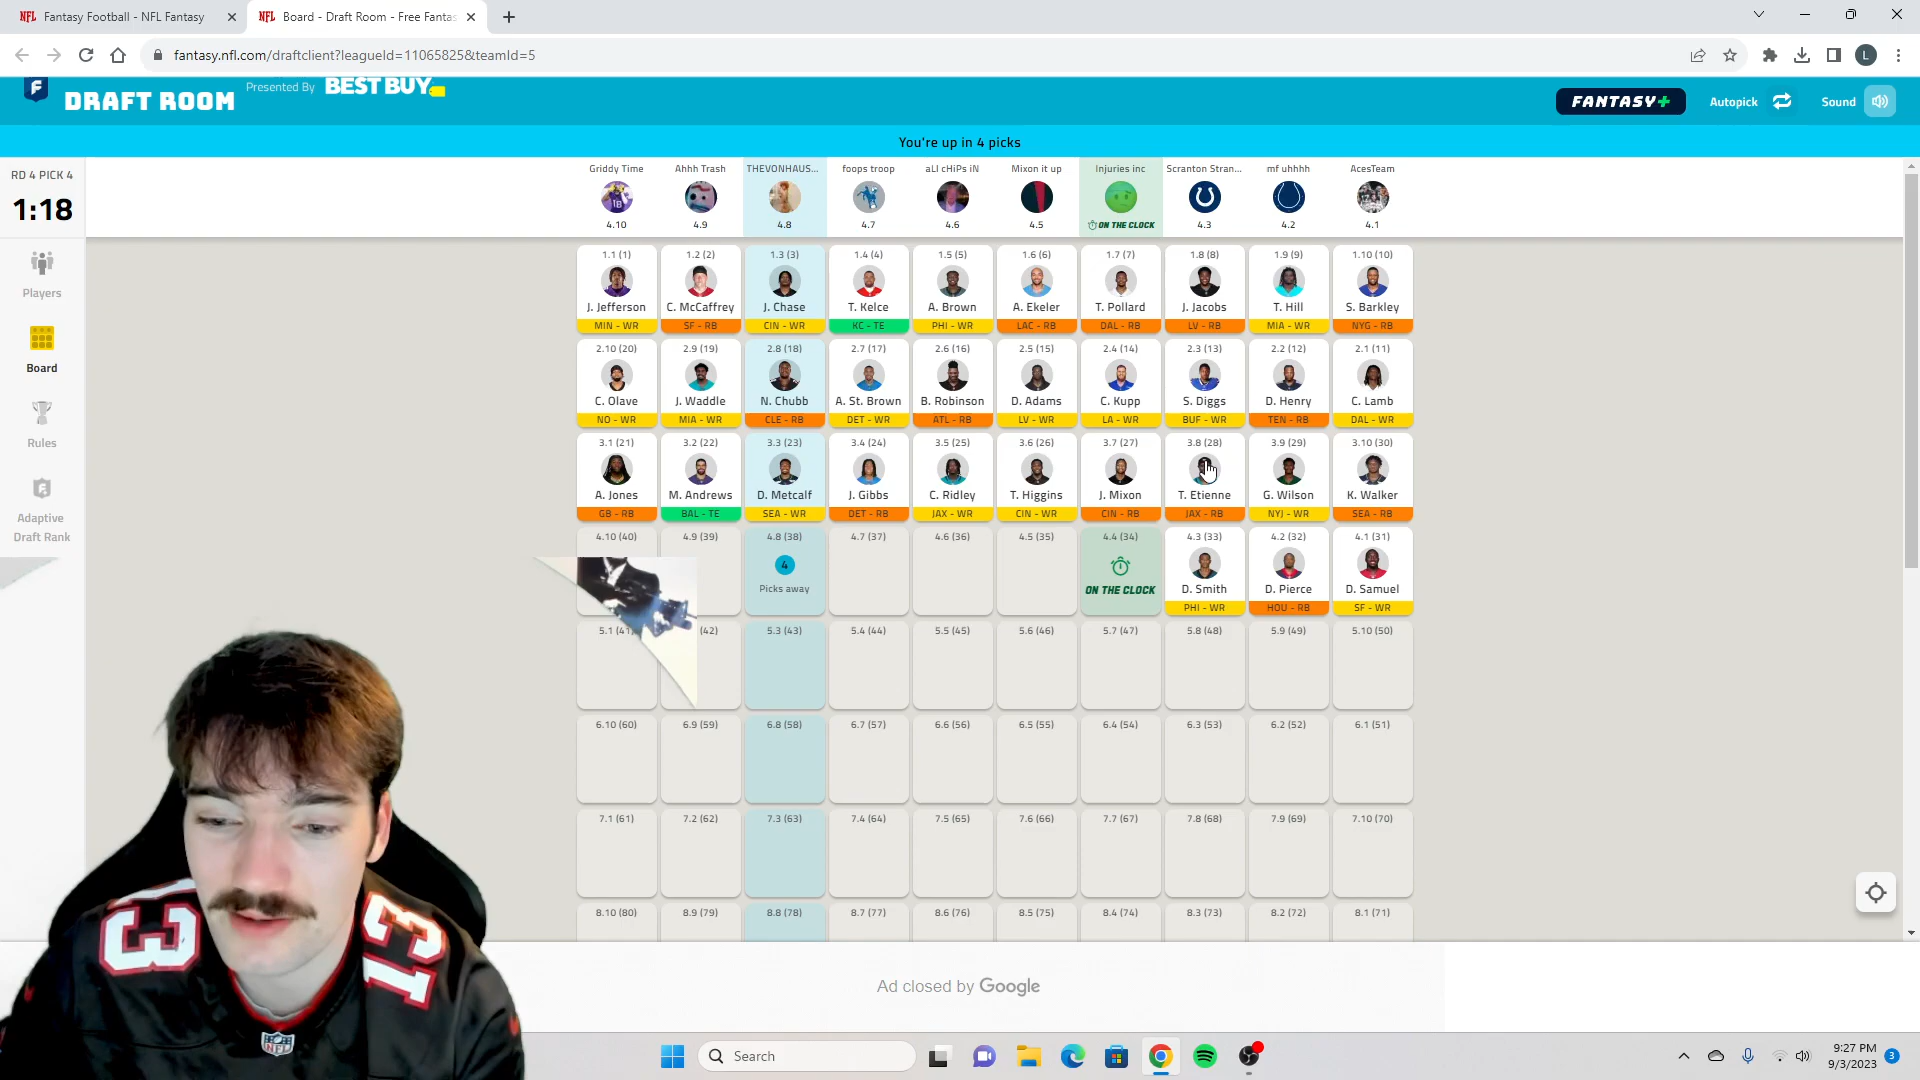 Fantasy Football - NFL Fantasy
Board - Draft Room - Free Fantas
fantasy.nfl.com/draftclient?leagueId=11065825&teamId=5
L
DRAFT ROOM
Presented By BEST BUY
FANTASY+
Autopick
Sound
You're up in 4 picks
RD 4 PICK 4
1:18
Players
Board
Rules
Adaptive
Draft Rank
Griddy Time
Ahhh Trash
THEVONHAUS...
foops troop
aLl cHiPs iN
Mixon it up
Injuries inc
Scranton Stran...
mf uhhhh
AcesTeam
4.10
4.9
4.8
4.7
4.6
4.5
ON THE CLOCK
4.3
4.2
4.1
1.1 (1)
1.2 (2)
1.3 (3)
1.4 (4)
1.5 (5)
1.6 (6)
1.7 (7)
1.8 (8)
1.9 (9)
1.10 (10)
J. Jefferson
C. McCaffrey
J. Chase
T. Kelce
A. Brown
A. Ekeler
T. Pollard
J. Jacobs
T. Hill
S. Barkley
MIN - WR
SF - RB
CIN - WR
KC - TE
PHI - WR
LAC - RB
DAL - RB
LV - RB
MIA - WR
NYG - RB
2.10 (20)
2.9 (19)
2.8 (18)
2.7 (17)
2.6 (16)
2.5 (15)
2.4 (14)
2.3 (13)
2.2 (12)
2.1 (11)
C. Olave
J. Waddle
N. Chubb
A. St. Brown
B. Robinson
D. Adams
C. Kupp
S. Diggs
D. Henry
C. Lamb
NO - WR
MIA - WR
CLE - RB
DET - WR
ATL - RB
LV - WR
LA - WR
BUF - WR
TEN - RB
DAL - WR
3.1 (21)
3.2 (22)
3.3 (23)
3.4 (24)
3.5 (25)
3.6 (26)
3.7 (27)
3.8 (28)
3.9 (29)
3.10 (30)
A. Jones
M. Andrews
D. Metcalf
J. Gibbs
C. Ridley
T. Higgins
J. Mixon
T. Etienne
G. Wilson
K. Walker
GB - RB
BAL - TE
SEA - WR
DET - RB
JAX - WR
CIN - WR
CIN - RB
JAX - RB
NYJ - WR
SEA - RB
4.10 (40)
4.9 (39)
4.8 (38)
4.7 (37)
4.6 (36)
4.5 (35)
4.4 (34)
4.3 (33)
4.2 (32)
4.1 (31)
4
Picks away
ON THE CLOCK
D. Smith
D. Pierce
D. Samuel
PHI - WR
HOU - RB
SF - WR
5.1 (41)
(42)
5.3 (43)
5.4 (44)
5.5 (45)
5.6 (46)
5.7 (47)
5.8 (48)
5.9 (49)
5.10 (50)
6.10 (60)
6.9 (59)
6.8 (58)
6.7 (57)
6.6 (56)
6.5 (55)
6.4 (54)
6.3 (53)
6.2 (52)
6.1 (51)
7.1 (61)
7.2 (62)
7.3 (63)
7.4 (64)
7.5 (65)
7.6 (66)
7.7 (67)
7.8 (68)
7.9 (69)
7.10 (70)
8.10 (80)
8.9 (79)
8.8 (78)
8.7 (77)
8.6 (76)
8.5 (75)
8.4 (74)
8.3 (73)
8.2 (72)
8.1 (71)
13
13
NFL
Ad closed by Google
Search
9:27 PM
9/3/2023
3